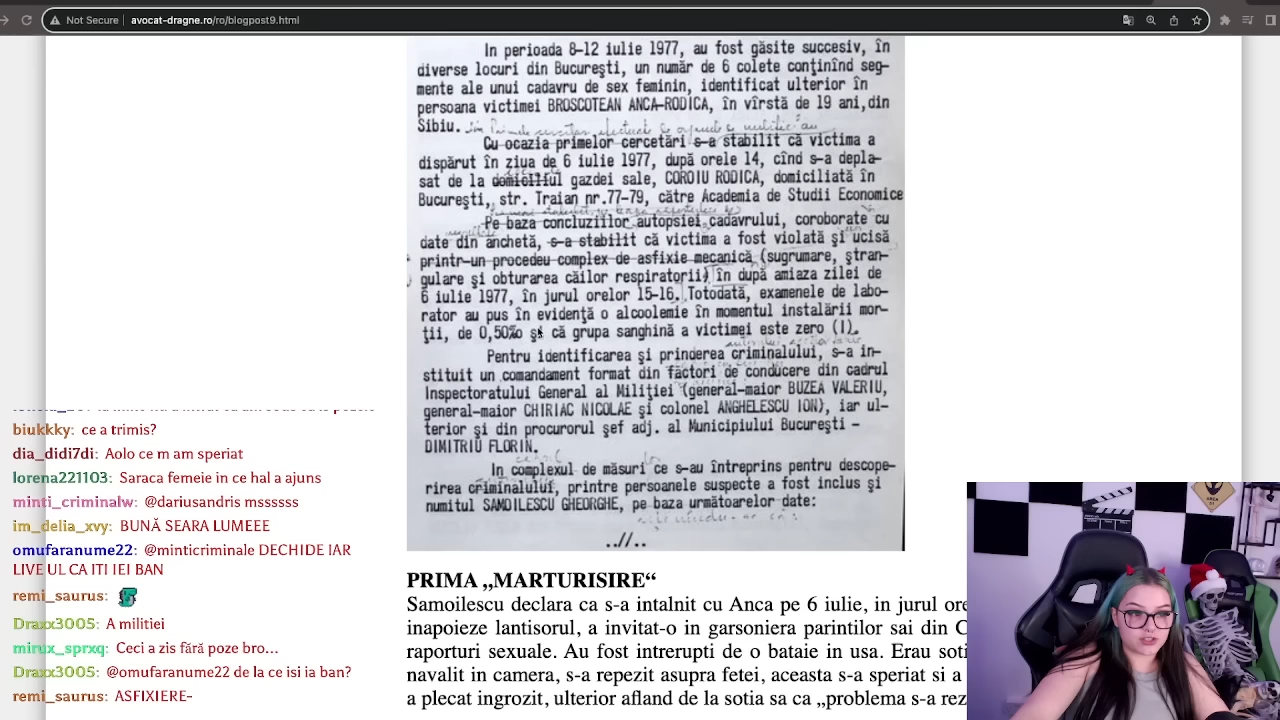 Not Secure avocat-dragne.ro/ro/blogpost9.html
In perioada 8-12 iulie 1977, au fost găsite succesiv, în
diverse locuri din Bucureşti, un număr de 6 colete conţinînd seg-
mente ale unui cadavru de sex feminin, identificat ulterior în
persoana victimei BROSCOTEAN ANCA-RODICA, în vîrstă de 19 ani, din
Sibiu.
Cu ocazia primelor cercetări s-a stabilit că victima a
dispărut în ziua de 6 iulie 1977, după orele 14, cînd s-a depla-
sat de la domiciliul gazdei sale, COROIU RODICA, domiciliată în
Bucureşti, str. Traian nr.77-79, către Academia de Studii Economice
Pe baza concluziilor autopsiei cadavrului, coroborate cu
date din anchetă, s-a stabilit că victima a fost violată şi ucisă
printr-un procedeu complex de asfixie mecanică (sugrumare, ştran-
gulare şi obturarea căilor respiratorii) în după amiaza zilei de
6 iulie 1977, în jurul orelor 15-16. Totodată, examenele de labo-
rator au pus în evidenţă o alcoolemie în momentul instalării mor-
ţii, de 0,50‰ şi că grupa sanghină a victimei este zero (I).
Pentru identificarea şi prinderea criminalului, s-a in-
stituit un comandament format din factori de conducere din cadrul
Inspectoratului General al Miliţiei (general-maior BUZEA VALERIU,
general-maior CHIRIAC NICOLAE şi colonel ANGHELESCU ION), iar ul-
terior şi din procurorul şef adj. al Municipiului Bucureşti -
DIMITRIU FLORIN.
In complexul de măsuri ce s-au întreprins pentru descope-
rirea criminalului, printre persoanele suspecte a fost inclus şi
numitul SAMOILESCU GHEORGHE, pe baza următoarelor date:
..//..
PRIMA „MARTURISIRE“
Samoilescu declara ca s-a intalnit cu Anca pe 6 iulie, in jurul ore
inapoieze lantisorul, a invitat-o in garsoniera parintilor sai din C
raporturi sexuale. Au fost intrerupti de o bataie in usa. Erau soti
navalit in camera, s-a repezit asupra fetei, aceasta s-a speriat si a
a plecat ingrozit, ulterior afland de la sotia sa ca „problema s-a rez
biukkky: ce a trimis?
dia_didi7di: Aolo ce m am speriat
lorena221103: Saraca femeie in ce hal a ajuns
minti_criminalw: @dariusandris mssssss
im_delia_xvy: BUNĂ SEARA LUMEEE
omufaranume22: @minticriminale DECHIDE IAR
LIVE UL CA ITI IEI BAN
remi_saurus:
Draxx3005: A militiei
mirux_sprxq: Ceci a zis fără poze bro...
Draxx3005: @omufaranume22 de la ce isi ia ban?
remi_saurus: ASFIXIERE-